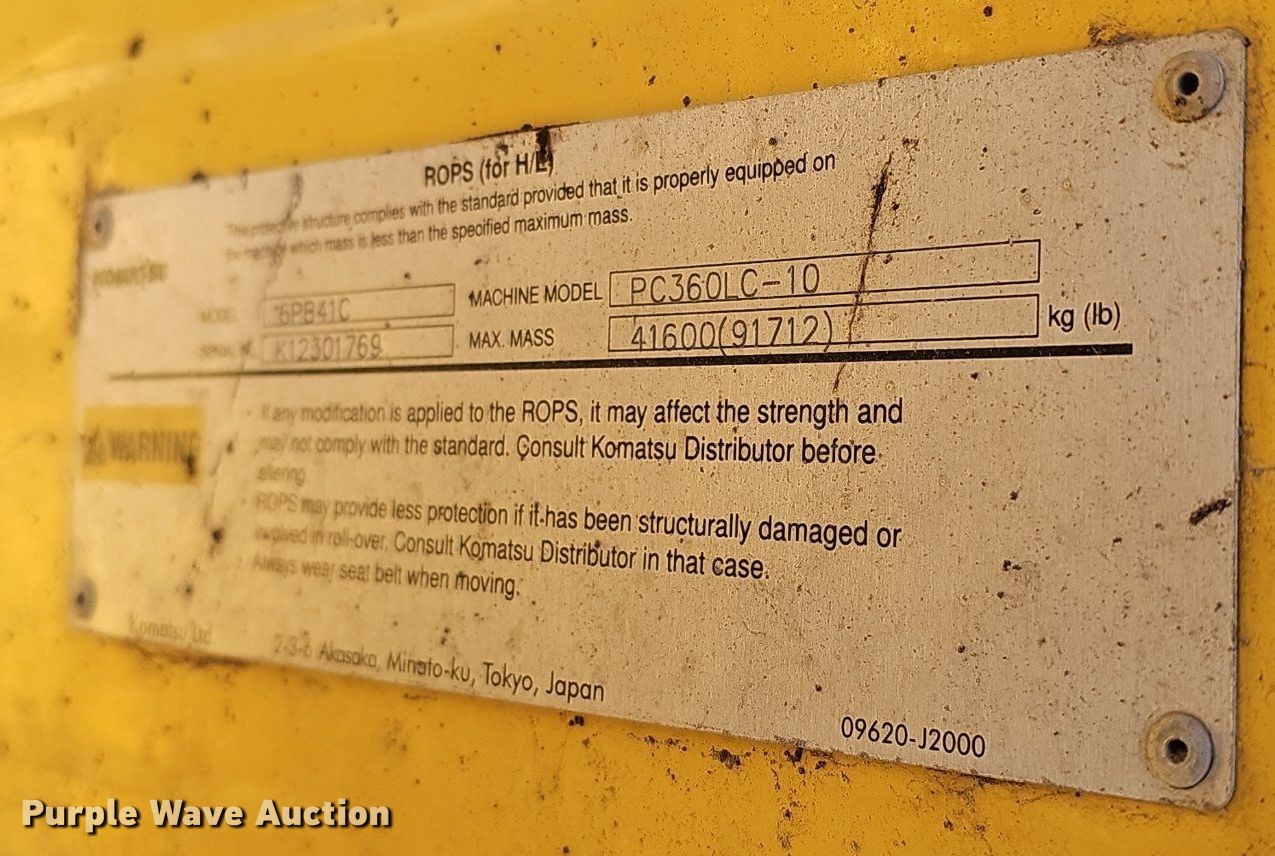 ROPS (for H/L)
This protective structure complies with the standard provided that it is properly equipped on
the machine which mass is less than the specified maximum mass.
KOMATSU
MODEL 6PB41C MACHINE MODEL PC360LC-10
SERIAL K12301769 MAX. MASS 41600(91712) kg (lb)
WARNING
• If any modification is applied to the ROPS, it may affect the strength and
may not comply with the standard. Consult Komatsu Distributor before
altering.
• ROPS may provide less protection if it has been structurally damaged or
involved in roll-over. Consult Komatsu Distributor in that case.
• Always wear seat belt when moving.
Komatsu Ltd
2-3-6 Akasaka, Minato-ku, Tokyo, Japan
09620-J2000
Purple Wave Auction